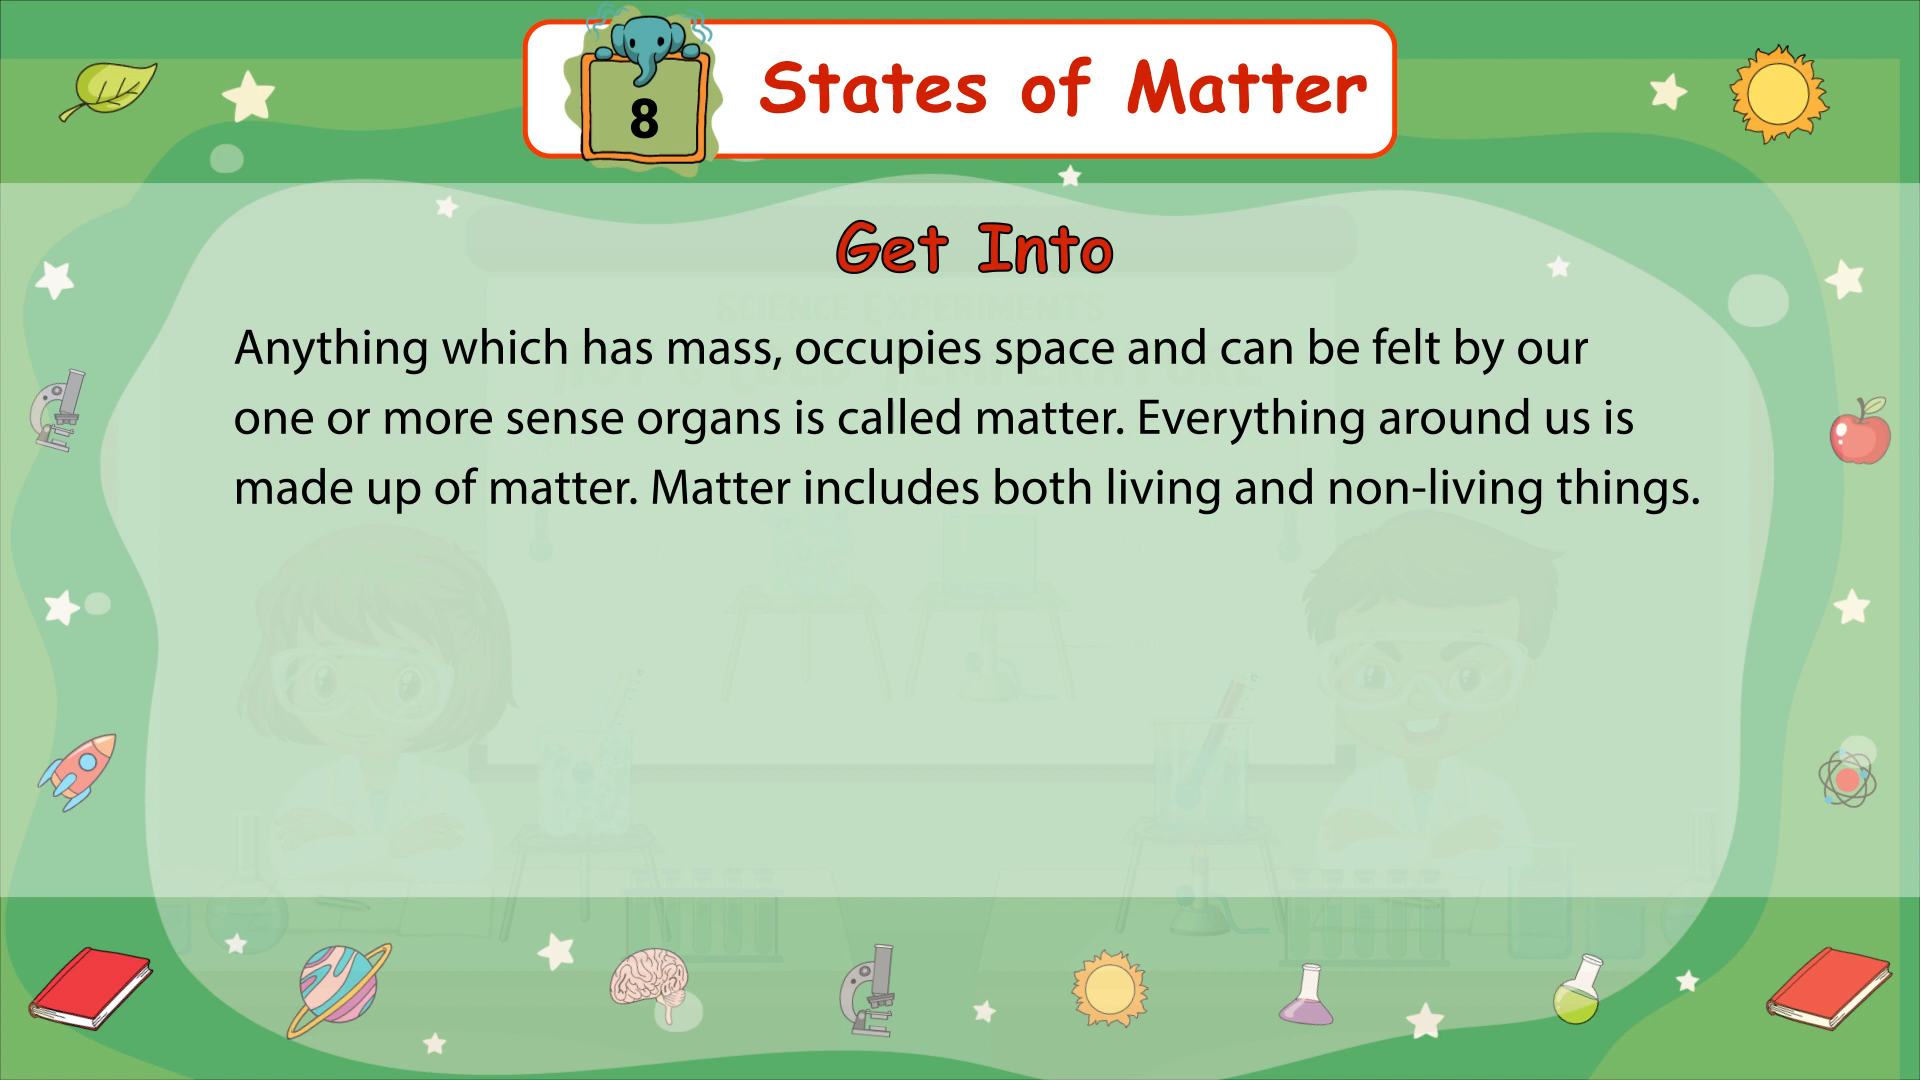 8
States of Matter
Get Into
SCIENCE EXPERIMENTS
Anything which has mass, occupies space and can be felt by our
one or more sense organs is called matter. Everything around us is
made up of matter. Matter includes both living and non-living things.